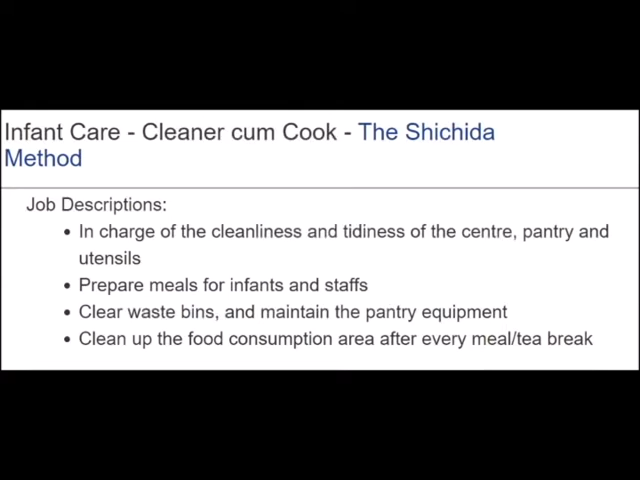 Infant Care - Cleaner cum Cook - The Shichida
Method
Job Descriptions:
• In charge of the cleanliness and tidiness of the centre, pantry and
utensils
• Prepare meals for infants and staffs
• Clear waste bins, and maintain the pantry equipment
• Clean up the food consumption area after every meal/tea break